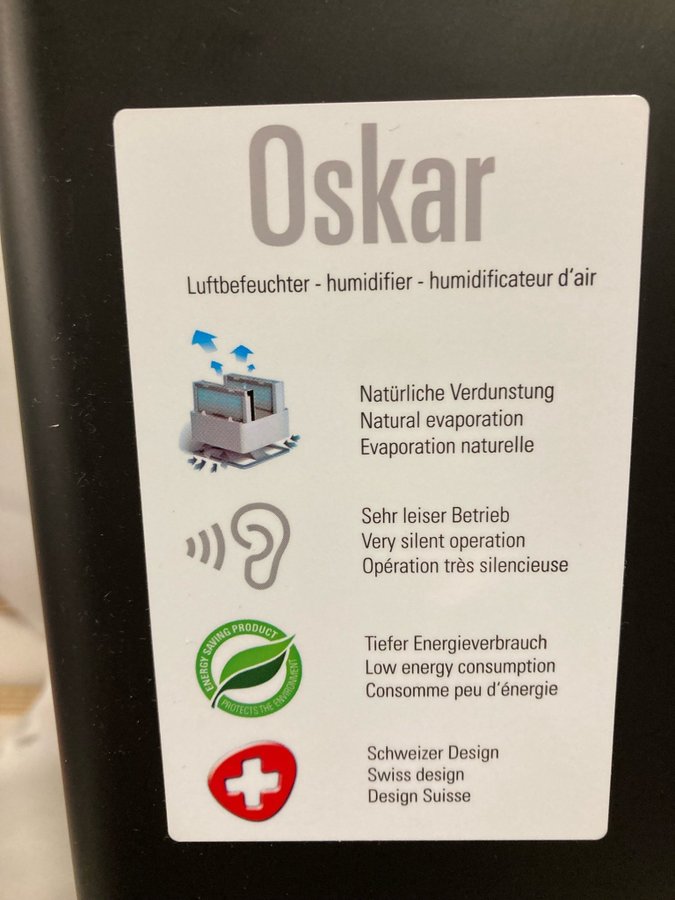 Oskar
Luftbefeuchter - humidifier - humidificateur d'air
Natürliche Verdunstung
Natural evaporation
Evaporation naturelle
Sehr leiser Betrieb
Very silent operation
Opération très silencieuse
ENERGY SAVING PRODUCT
PROTECTS THE ENVIRONMENT
Tiefer Energieverbrauch
Low energy consumption
Consomme peu d'énergie
Schweizer Design
Swiss design
Design Suisse